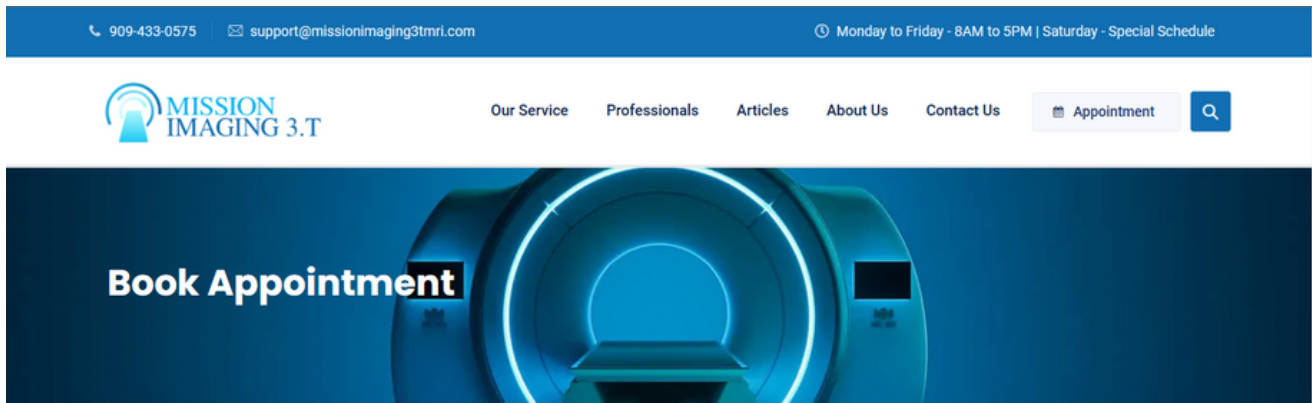 909-433-0575 support@missionimaging3tmri.com Monday to Friday - 8AM to 5PM | Saturday - Special Schedule
MISSION
IMAGING 3.T
Our Service Professionals Articles About Us Contact Us Appointment
Book Appointment